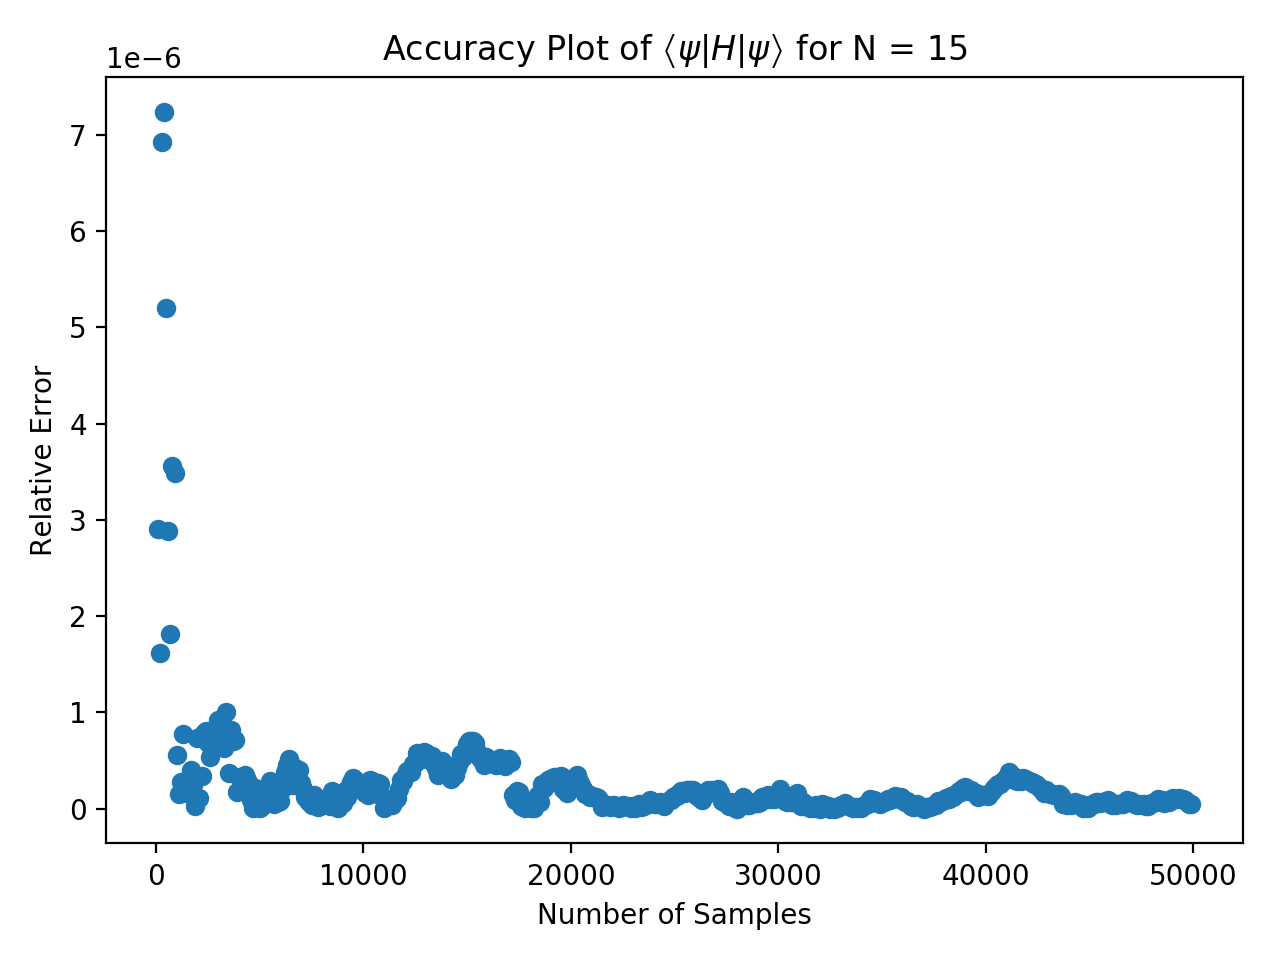 Accuracy Plot of ⟨ψ|H|ψ⟩ for N = 15
1e−6
7
6
5
4
3
2
1
0
Relative Error
0 10000 20000 30000 40000 50000
Number of Samples